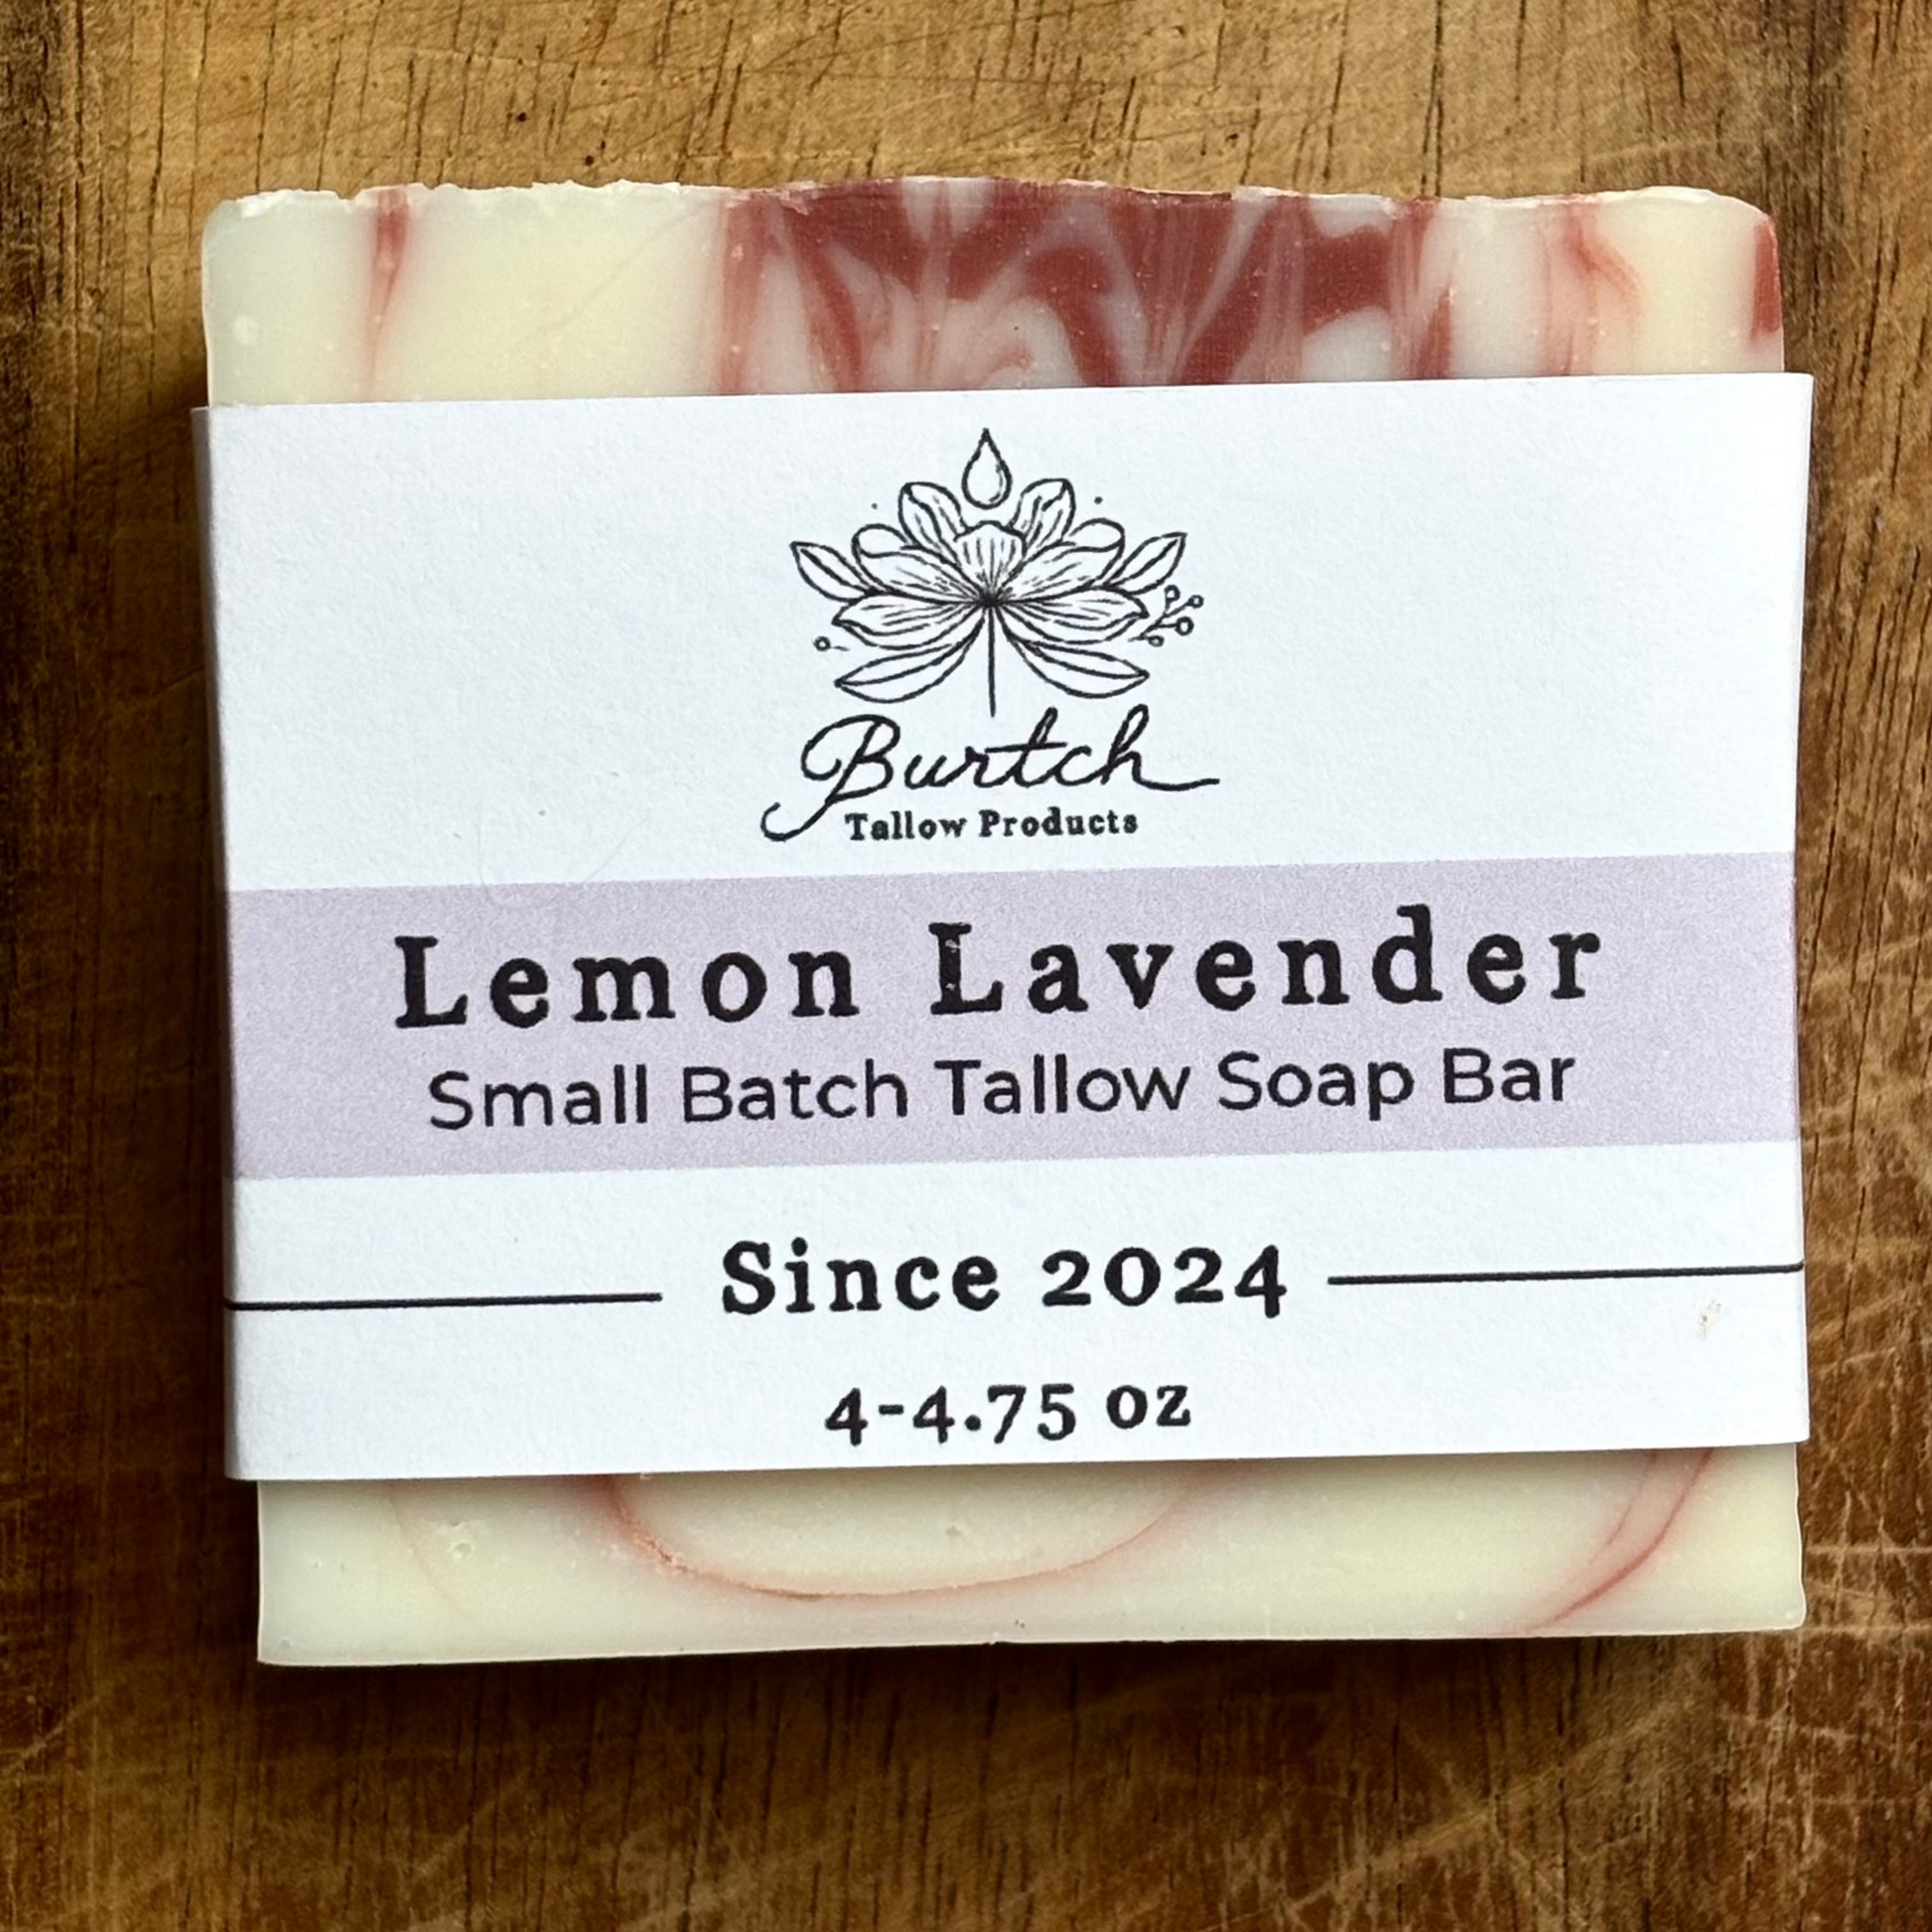 Burtch
Tallow Products
Lemon Lavender
Small Batch Tallow Soap Bar
Since 2024
4-4.75 oz